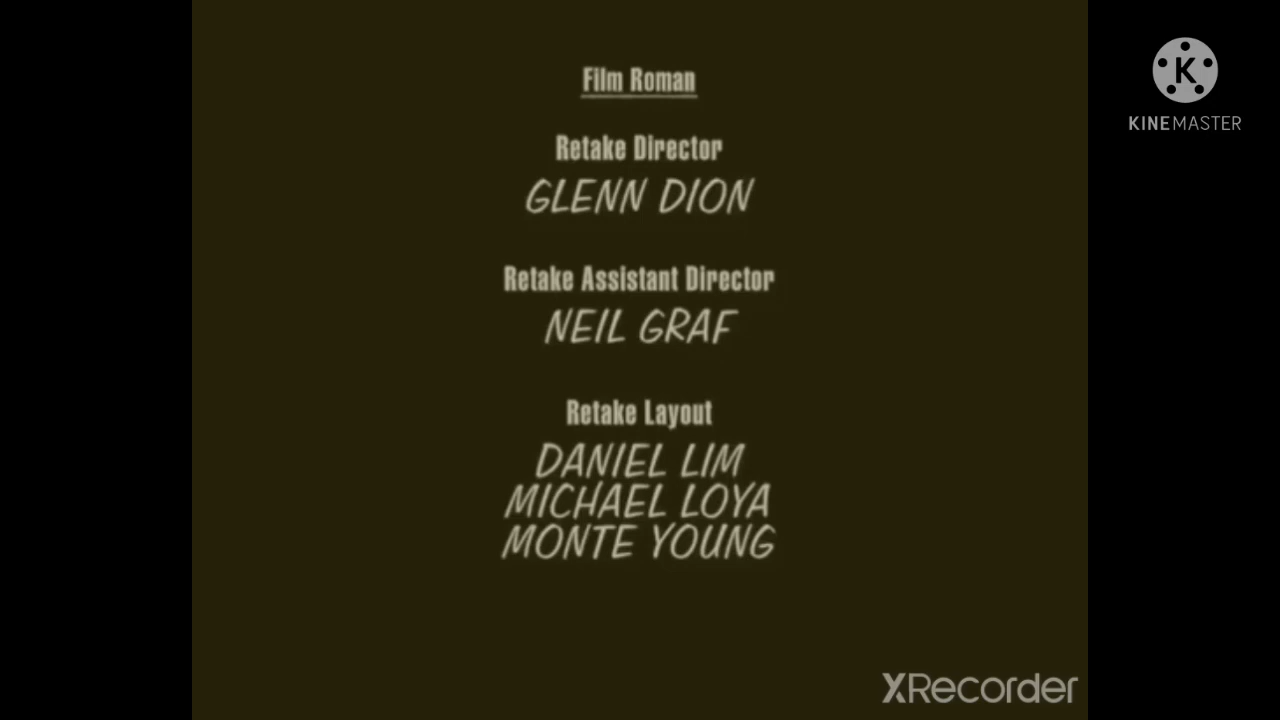 Film Roman
Retake Director
GLENN DION
Retake Assistant Director
NEIL GRAF
Retake Layout
DANIEL LIM
MICHAEL LOYA
MONTE YOUNG
K
KINEMASTER
XRecorder